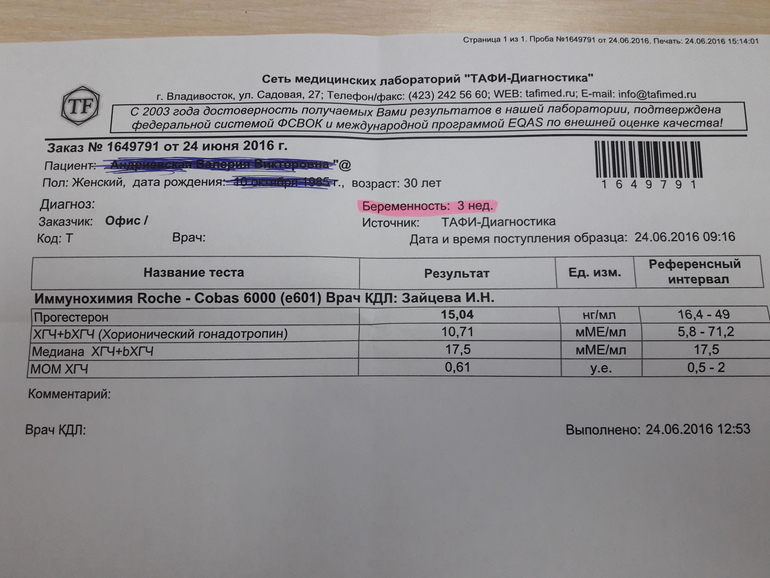 Страница 1 из 1. Проба №1649791 от 24.06.2016. Печать: 24.06.2016 15:14:01
TF
Сеть медицинских лабораторий "ТАФИ-Диагностика"
г. Владивосток, ул. Садовая, 27; Телефон/факс: (423) 242 56 60; WEB: tafimed.ru; E-mail: info@tafimed.ru
С 2003 года достоверность получаемых Вами результатов в нашей лаборатории, подтверждена
федеральной системой ФСВОК и международной программой EQAS по внешней оценке качества!
Заказ № 1649791 от 24 июня 2016 г.
Пациент: "@
Пол: Женский, дата рождения: г., возраст: 30 лет
1649791
Диагноз: Беременность: 3 нед.
Заказчик: Офис / Источник: ТАФИ-Диагностика
Код: Т Врач: Дата и время поступления образца: 24.06.2016 09:16
Название теста Результат Ед. изм. Референсный интервал
Иммунохимия Roche - Cobas 6000 (e601) Врач КДЛ: Зайцева И.Н.
Прогестерон 15,04 нг/мл 16,4 - 49
ХГЧ+bХГЧ (Хорионический гонадотропин) 10,71 мМЕ/мл 5,8 - 71,2
Медиана ХГЧ+bХГЧ 17,5 мМЕ/мл 17,5
МОМ ХГЧ 0,61 у.е. 0,5 - 2
Комментарий:
Врач КДЛ: Выполнено: 24.06.2016 12:53